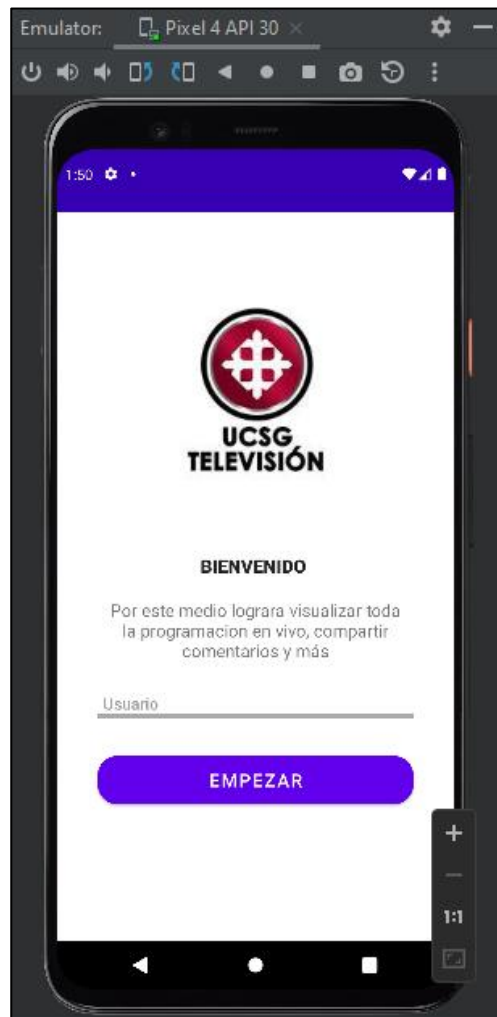 Emulator: Pixel 4 API 30
1:50
UCSG
TELEVISIÓN
BIENVENIDO
Por este medio lograra visualizar toda
la programacion en vivo, compartir
comentarios y más
Usuario
EMPEZAR
1:1